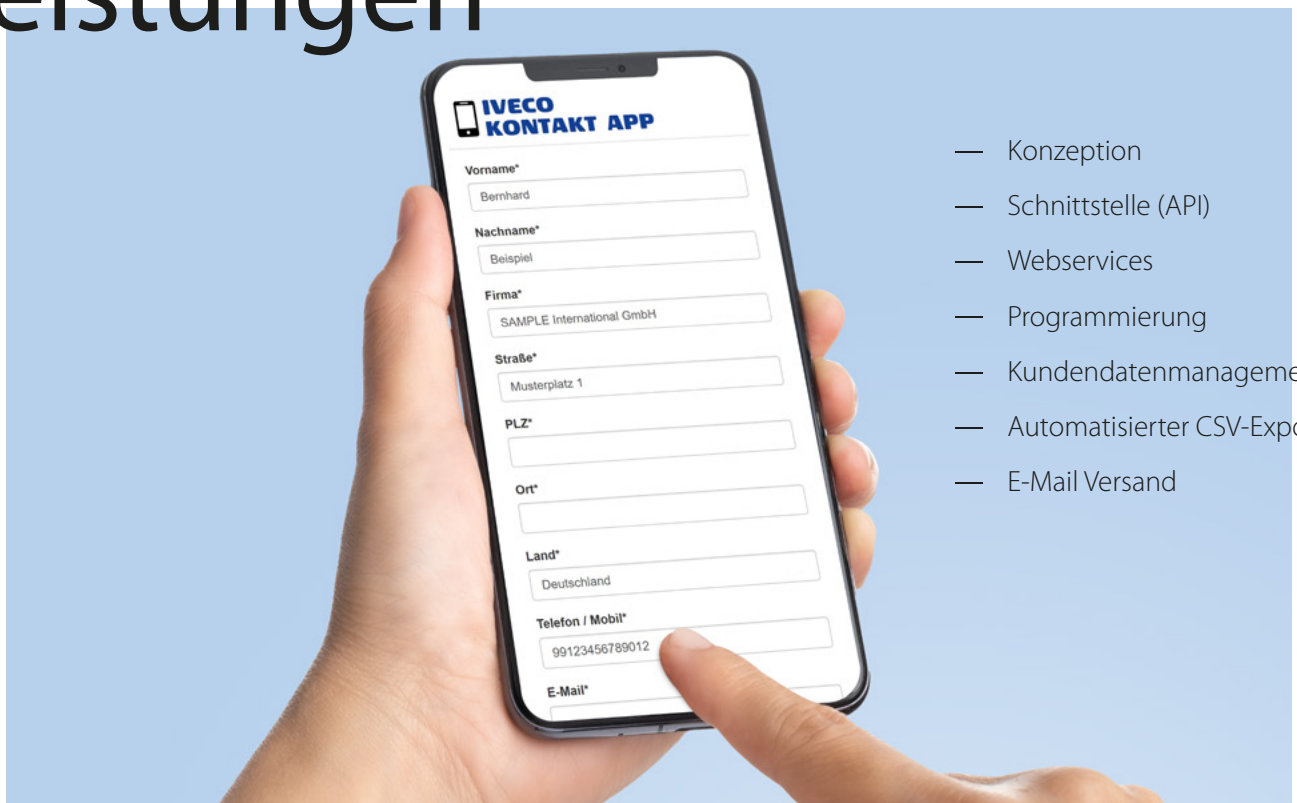 eistungen
IVECO
KONTAKT APP
Vorname*
Bernhard
Nachname*
Beispiel
Firma*
SAMPLE International GmbH
Straße*
Musterplatz 1
PLZ*
Ort*
Land*
Deutschland
Telefon / Mobil*
99123456789012
E-Mail*
— Konzeption
— Schnittstelle (API)
— Webservices
— Programmierung
— Kundendatenmanageme
— Automatisierter CSV-Expo
— E-Mail Versand